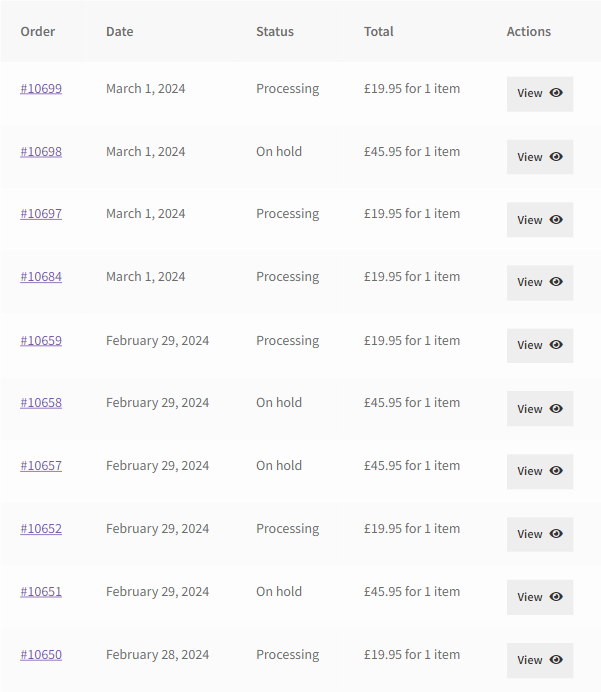 Order Date Status Total Actions
#10699 March 1, 2024 Processing £19.95 for 1 item View
#10698 March 1, 2024 On hold £45.95 for 1 item View
#10697 March 1, 2024 Processing £19.95 for 1 item View
#10684 March 1, 2024 Processing £19.95 for 1 item View
#10659 February 29, 2024 Processing £19.95 for 1 item View
#10658 February 29, 2024 On hold £45.95 for 1 item View
#10657 February 29, 2024 On hold £45.95 for 1 item View
#10652 February 29, 2024 Processing £19.95 for 1 item View
#10651 February 29, 2024 On hold £45.95 for 1 item View
#10650 February 28, 2024 Processing £19.95 for 1 item View